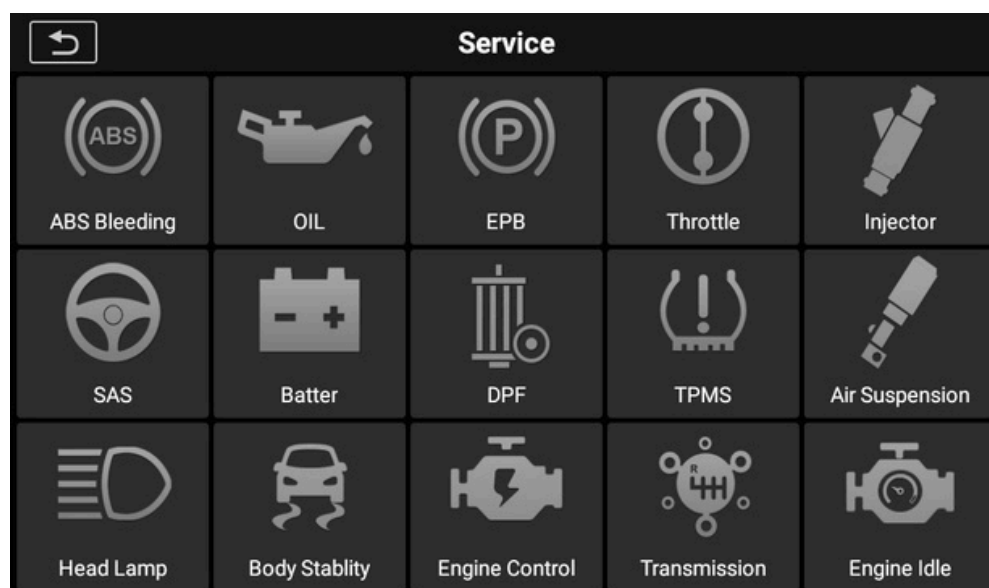 Service
ABS
ABS Bleeding
OIL
P
EPB
Throttle
Injector
SAS
Batter
DPF
TPMS
Air Suspension
Head Lamp
Body Stablity
Engine Control
R
Transmission
Engine Idle